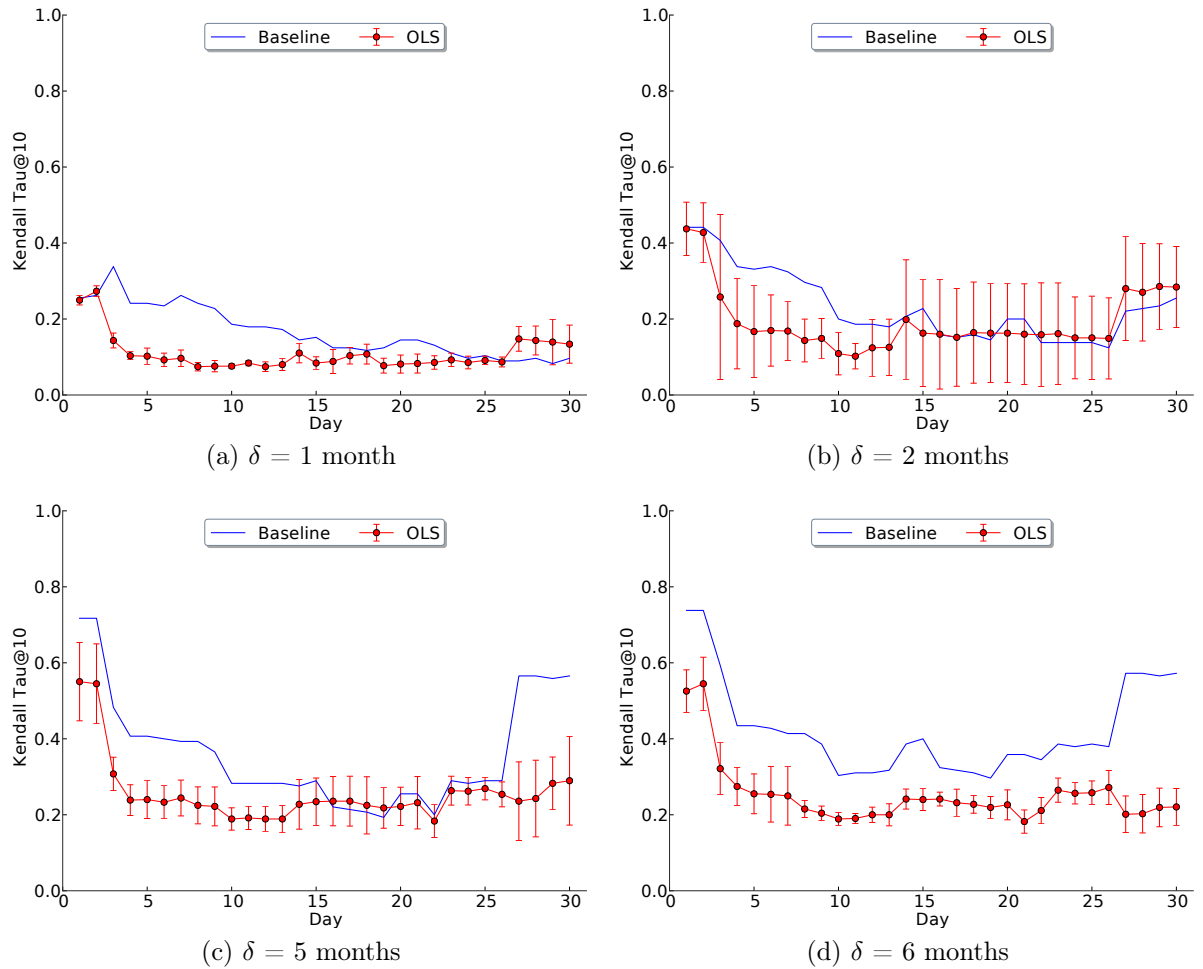 1.0
Baseline OLS
0.8
0.6
0.4
0.2
0.0
Kendall Tau@10
0 5 10 15 20 25 30
Day
(a) δ = 1 month
1.0
Baseline OLS
0.8
0.6
0.4
0.2
0.0
Kendall Tau@10
0 5 10 15 20 25 30
Day
(b) δ = 2 months
1.0
Baseline OLS
0.8
0.6
0.4
0.2
0.0
Kendall Tau@10
0 5 10 15 20 25 30
Day
(c) δ = 5 months
1.0
Baseline OLS
0.8
0.6
0.4
0.2
0.0
Kendall Tau@10
0 5 10 15 20 25 30
Day
(d) δ = 6 months